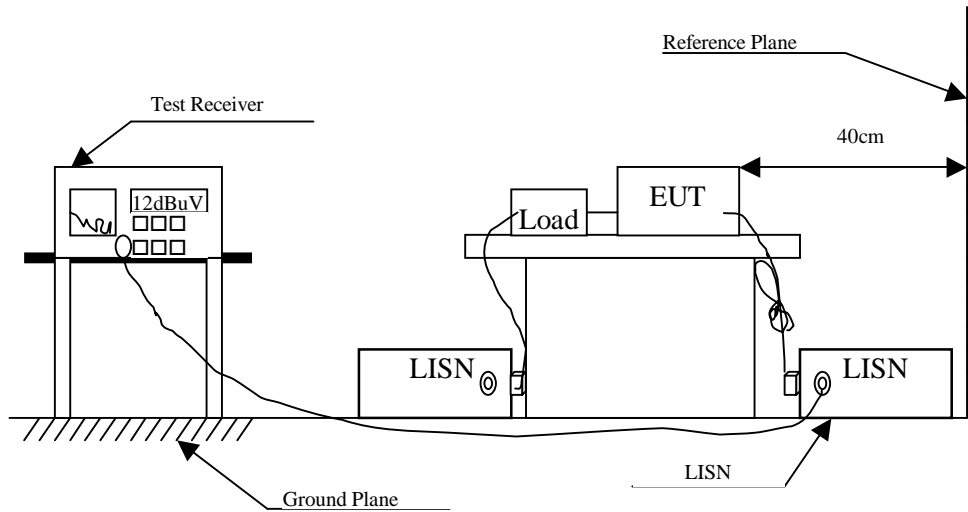 Reference Plane
Test Receiver
40cm
12dBuV
Load
EUT
LISN
LISN
LISN
Ground Plane